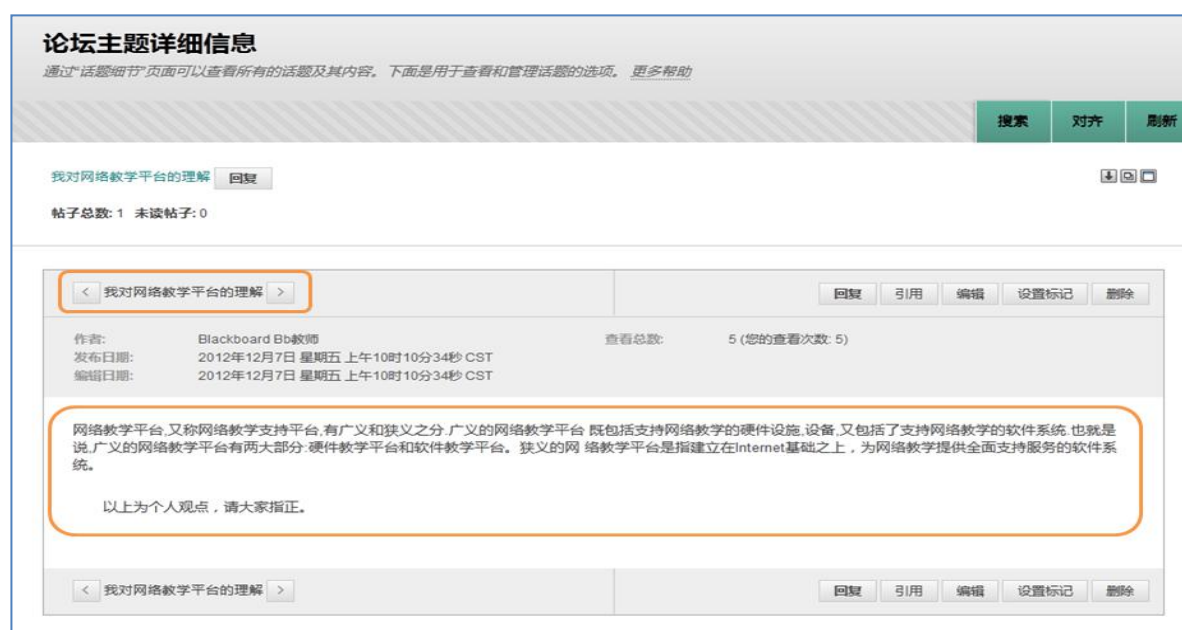 论坛主题详细信息
通过“话题细节”页面可以查看所有的话题及其内容。下面是用于查看和管理话题的选项。 更多帮助
搜索 对齐 刷新
我对网络教学平台的理解 回复
帖子总数: 1 未读帖子: 0
< 我对网络教学平台的理解 > 回复 引用 编辑 设置标记 删除
作者: Blackboard Bb教师 查看总数: 5 (您的查看次数: 5)
发布日期: 2012年12月7日 星期五 上午10时10分34秒 CST
编辑日期: 2012年12月7日 星期五 上午10时10分34秒 CST
网络教学平台,又称网络教学支持平台,有广义和狭义之分.广义的网络教学平台 既包括支持网络教学的硬件设施,设备,又包括了支持网络教学的软件系统.也就是
说,广义的网络教学平台有两大部分:硬件教学平台和软件教学平台。狭义的网 络教学平台是指建立在Internet基础之上，为网络教学提供全面支持服务的软件系
统。
以上为个人观点，请大家指正。
< 我对网络教学平台的理解 > 回复 引用 编辑 设置标记 删除